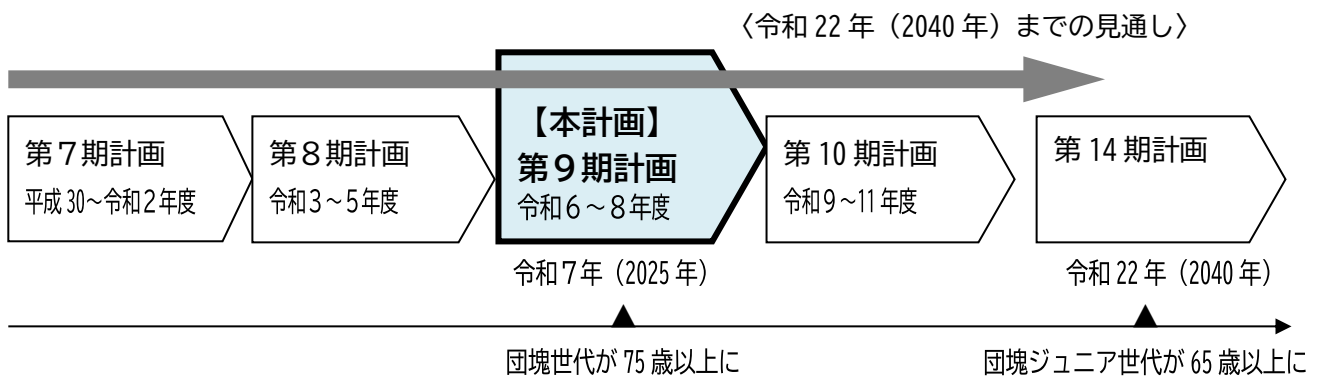 〈令和 22 年（2040 年）までの見通し〉
第７期計画
平成 30～令和２年度
第８期計画
令和３～５年度
【本計画】
第９期計画
令和６～８年度
第 10 期計画
令和９～11 年度
第 14 期計画
令和７年（2025 年）
令和 22 年（2040 年）
団塊世代が 75 歳以上に
団塊ジュニア世代が 65 歳以上に